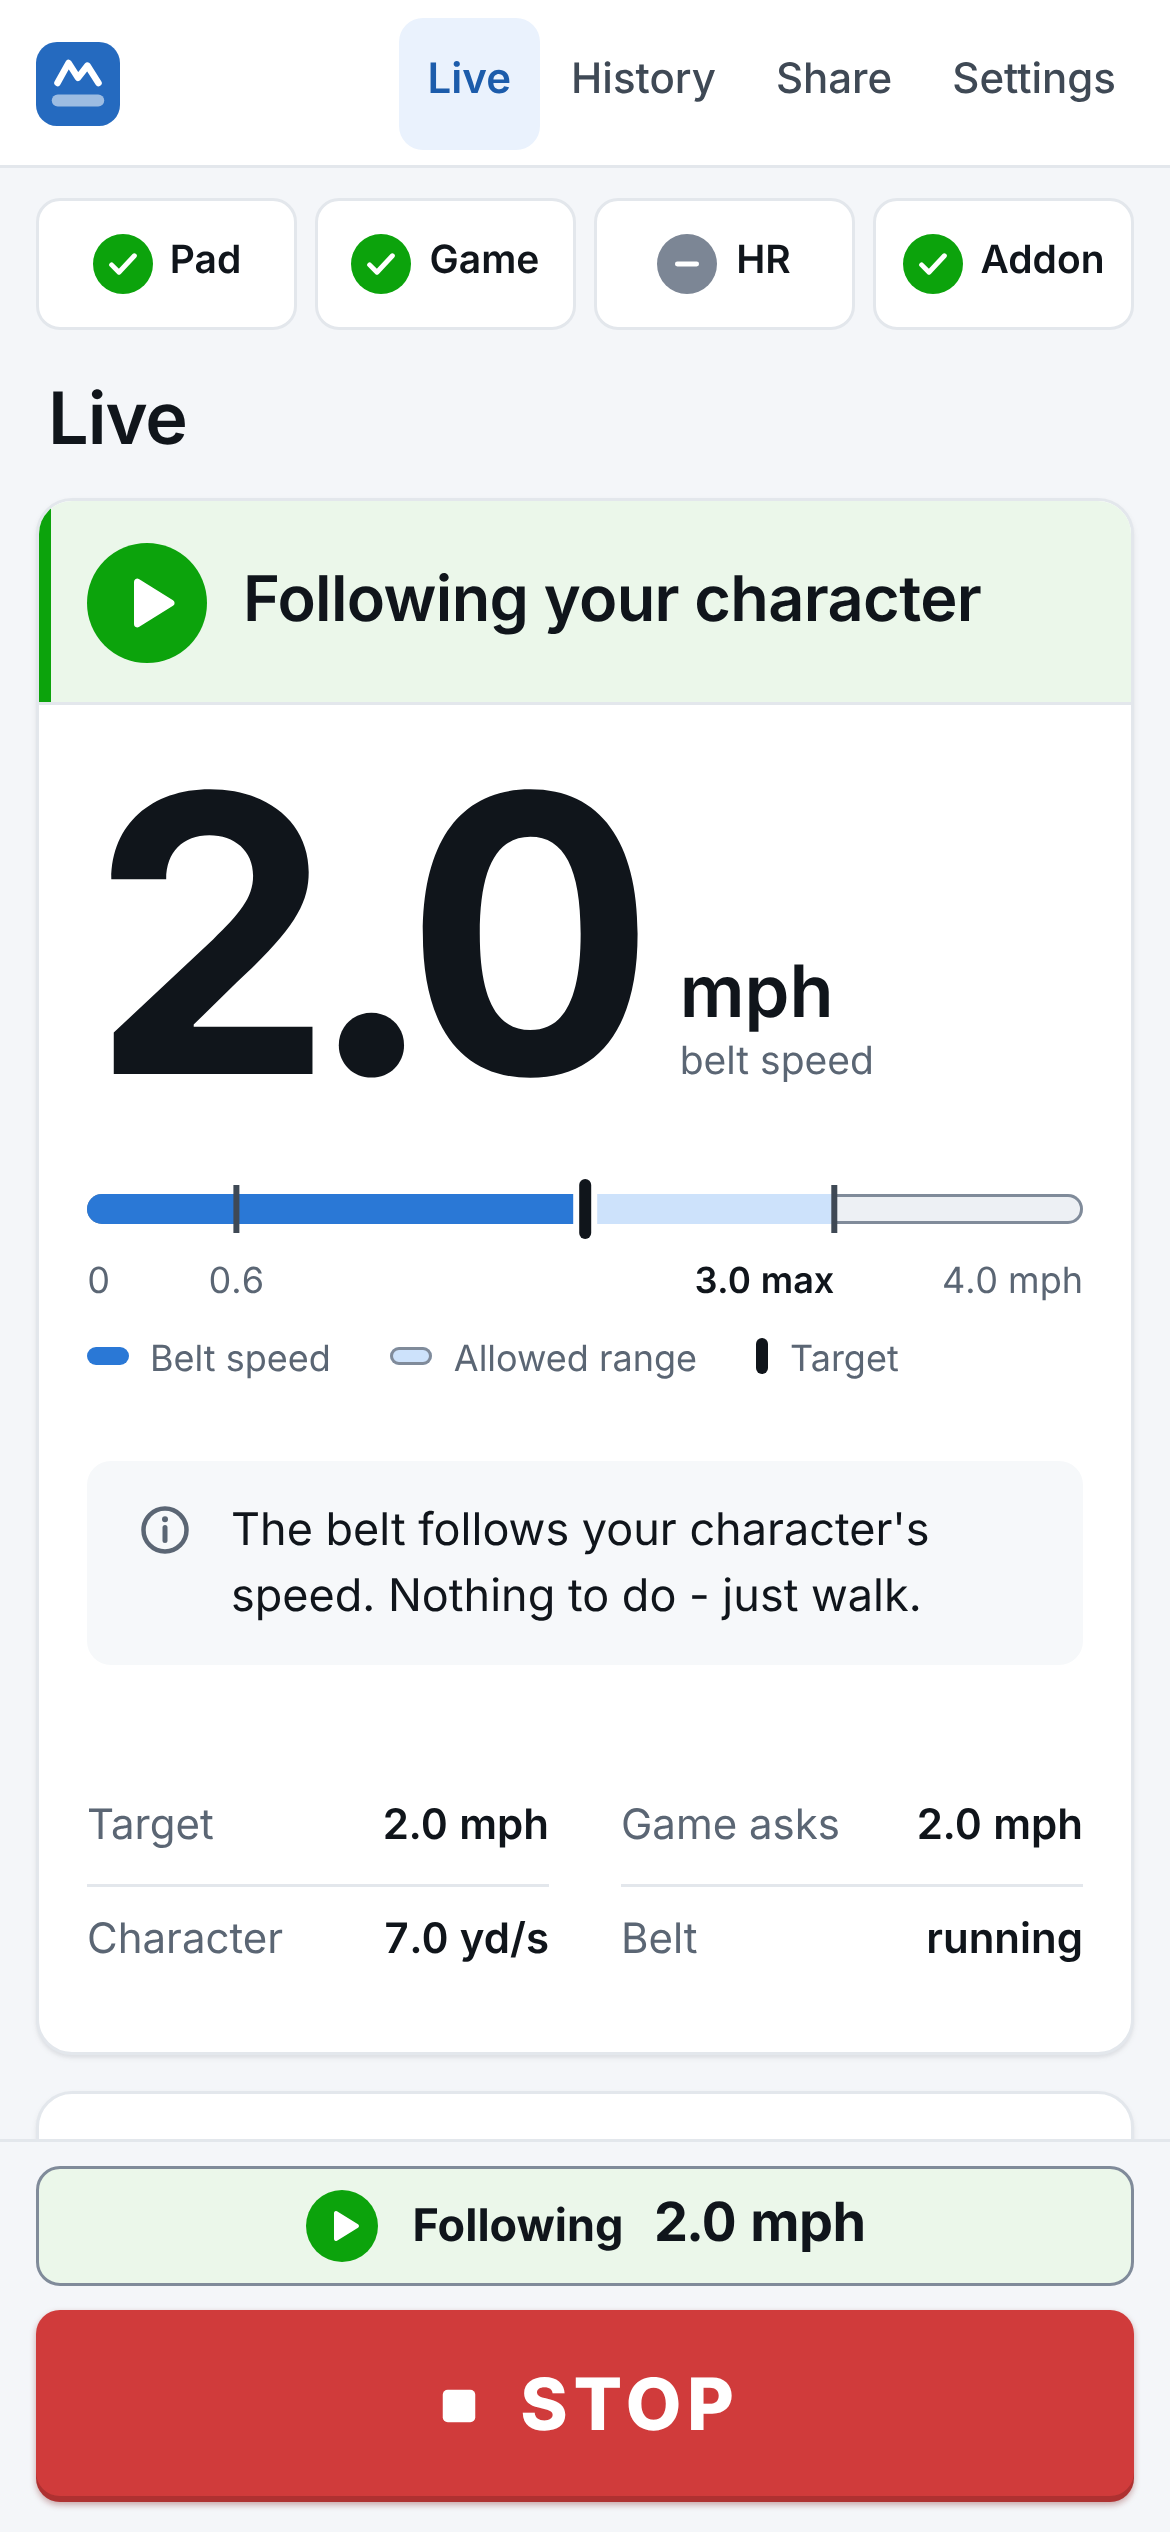 Live History Share Settings
Pad Game HR Addon
Live
Following your character
2.0 mph
belt speed
0 0.6 3.0 max 4.0 mph
Belt speed Allowed range Target
The belt follows your character's
speed. Nothing to do - just walk.
Target 2.0 mph Game asks 2.0 mph
Character 7.0 yd/s Belt running
Following 2.0 mph
STOP